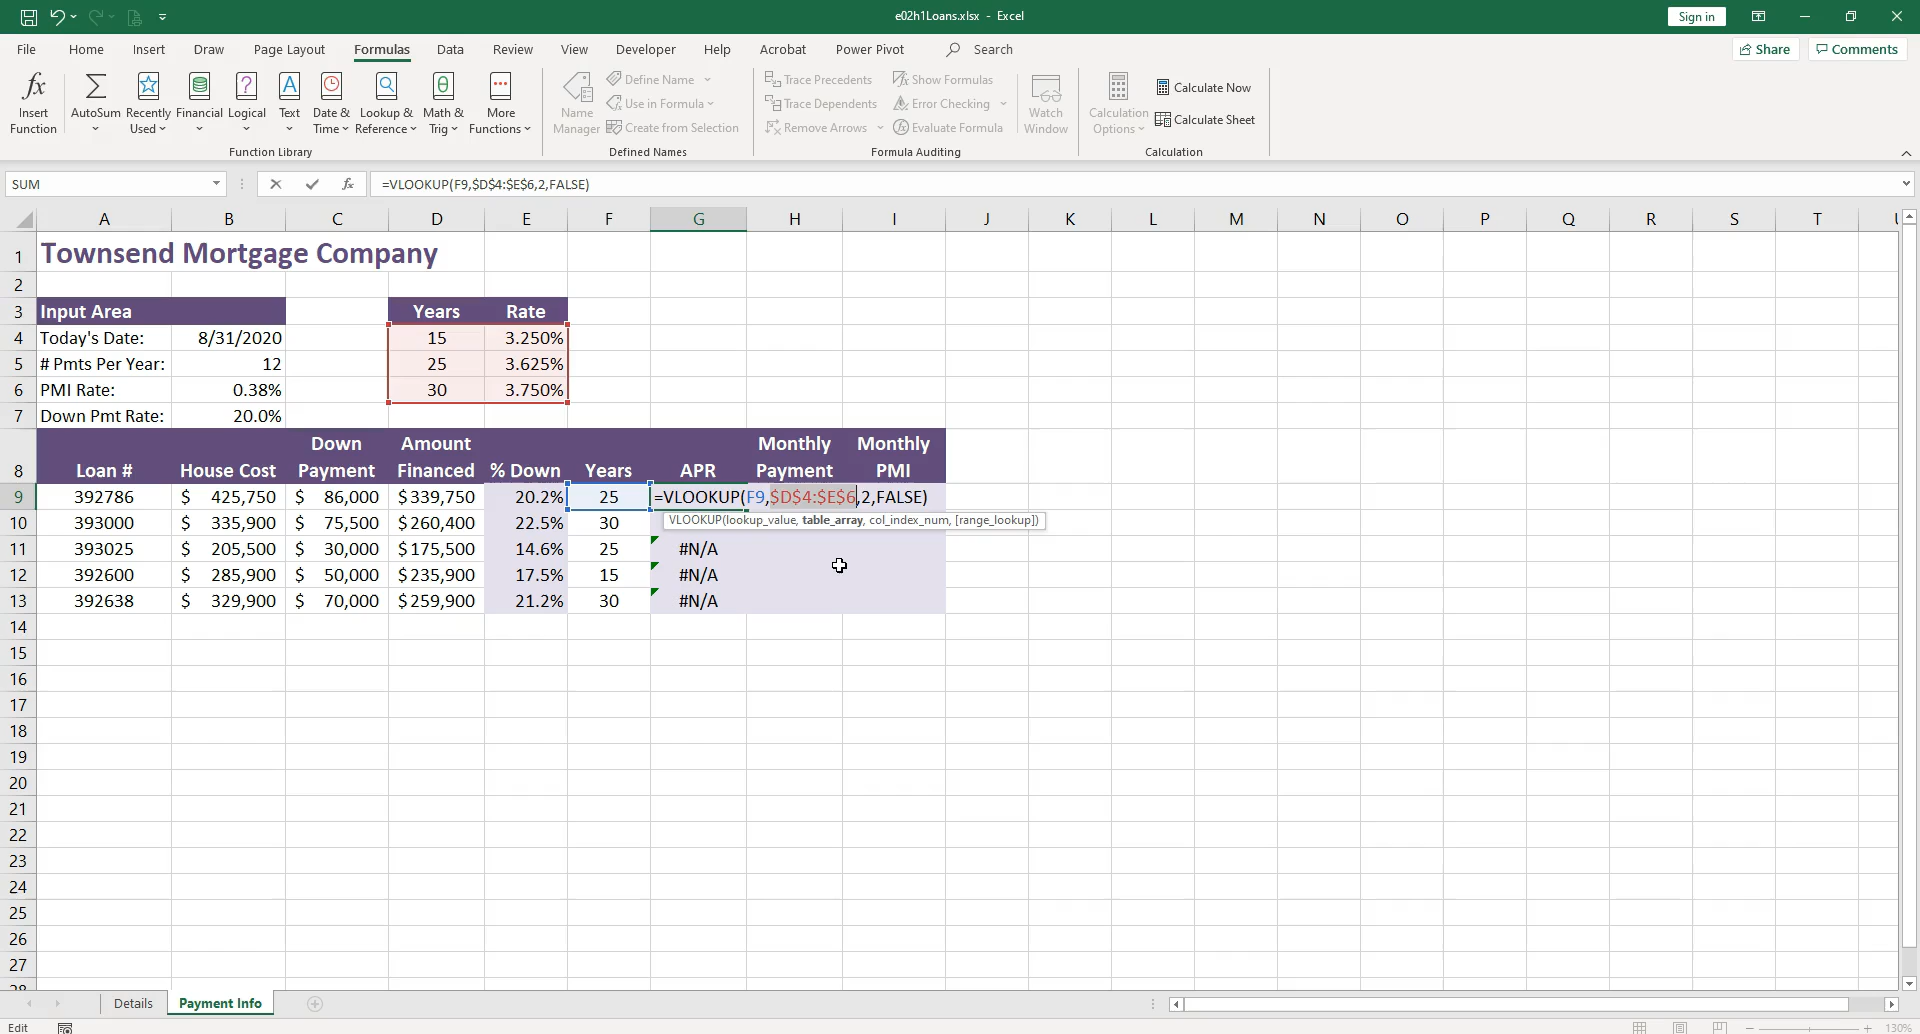 e02h1Loans.xlsx - Excel
Sign in
File Home Insert Draw Page Layout Formulas Data Review View Developer Help Acrobat Power Pivot Search
Share Comments
fx Insert Function
AutoSum
Recently Used
Financial
Logical
Text
Date & Time
Lookup & Reference
Math & Trig
More Functions
Function Library
Name Manager
Define Name
Use in Formula
Create from Selection
Defined Names
Trace Precedents
Trace Dependents
Remove Arrows
Show Formulas
Error Checking
Evaluate Formula
Formula Auditing
Watch Window
Calculation Options
Calculate Now
Calculate Sheet
Calculation
SUM fx =VLOOKUP(F9,$D$4:$E$6,2,FALSE)
A B C D E F G H I J K L M N O P Q R S T
1 Townsend Mortgage Company
2
3 Input Area Years Rate
4 Today's Date: 8/31/2020 15 3.250%
5 # Pmts Per Year: 12 25 3.625%
6 PMI Rate: 0.38% 30 3.750%
7 Down Pmt Rate: 20.0%
Down Amount Monthly Monthly
8 Loan # House Cost Payment Financed % Down Years APR Payment PMI
9 392786 $ 425,750 $ 86,000 $339,750 20.2% 25 =VLOOKUP(F9,$D$4:$E$6,2,FALSE)
10 393000 $ 335,900 $ 75,500 $260,400 22.5% 30 VLOOKUP(lookup_value, table_array, col_index_num, [range_lookup])
11 393025 $ 205,500 $ 30,000 $175,500 14.6% 25 #N/A
12 392600 $ 285,900 $ 50,000 $235,900 17.5% 15 #N/A
13 392638 $ 329,900 $ 70,000 $259,900 21.2% 30 #N/A
14
15
16
17
18
19
20
21
22
23
24
25
26
27
Details Payment Info
Edit 130%